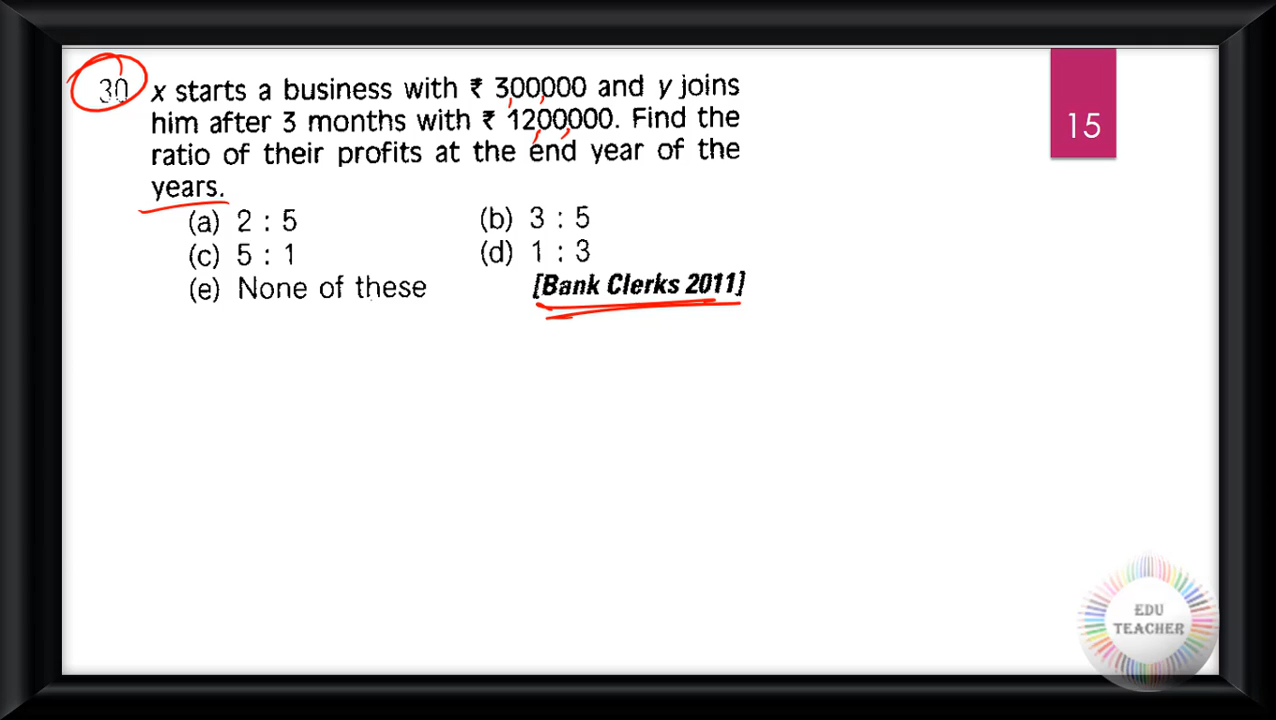 30 x starts a business with ₹ 300000 and y joins
him after 3 months with ₹ 1200000. Find the
ratio of their profits at the end year of the
years.
(a) 2 : 5 (b) 3 : 5
(c) 5 : 1 (d) 1 : 3
(e) None of these [Bank Clerks 2011]
15
EDU
TEACHER